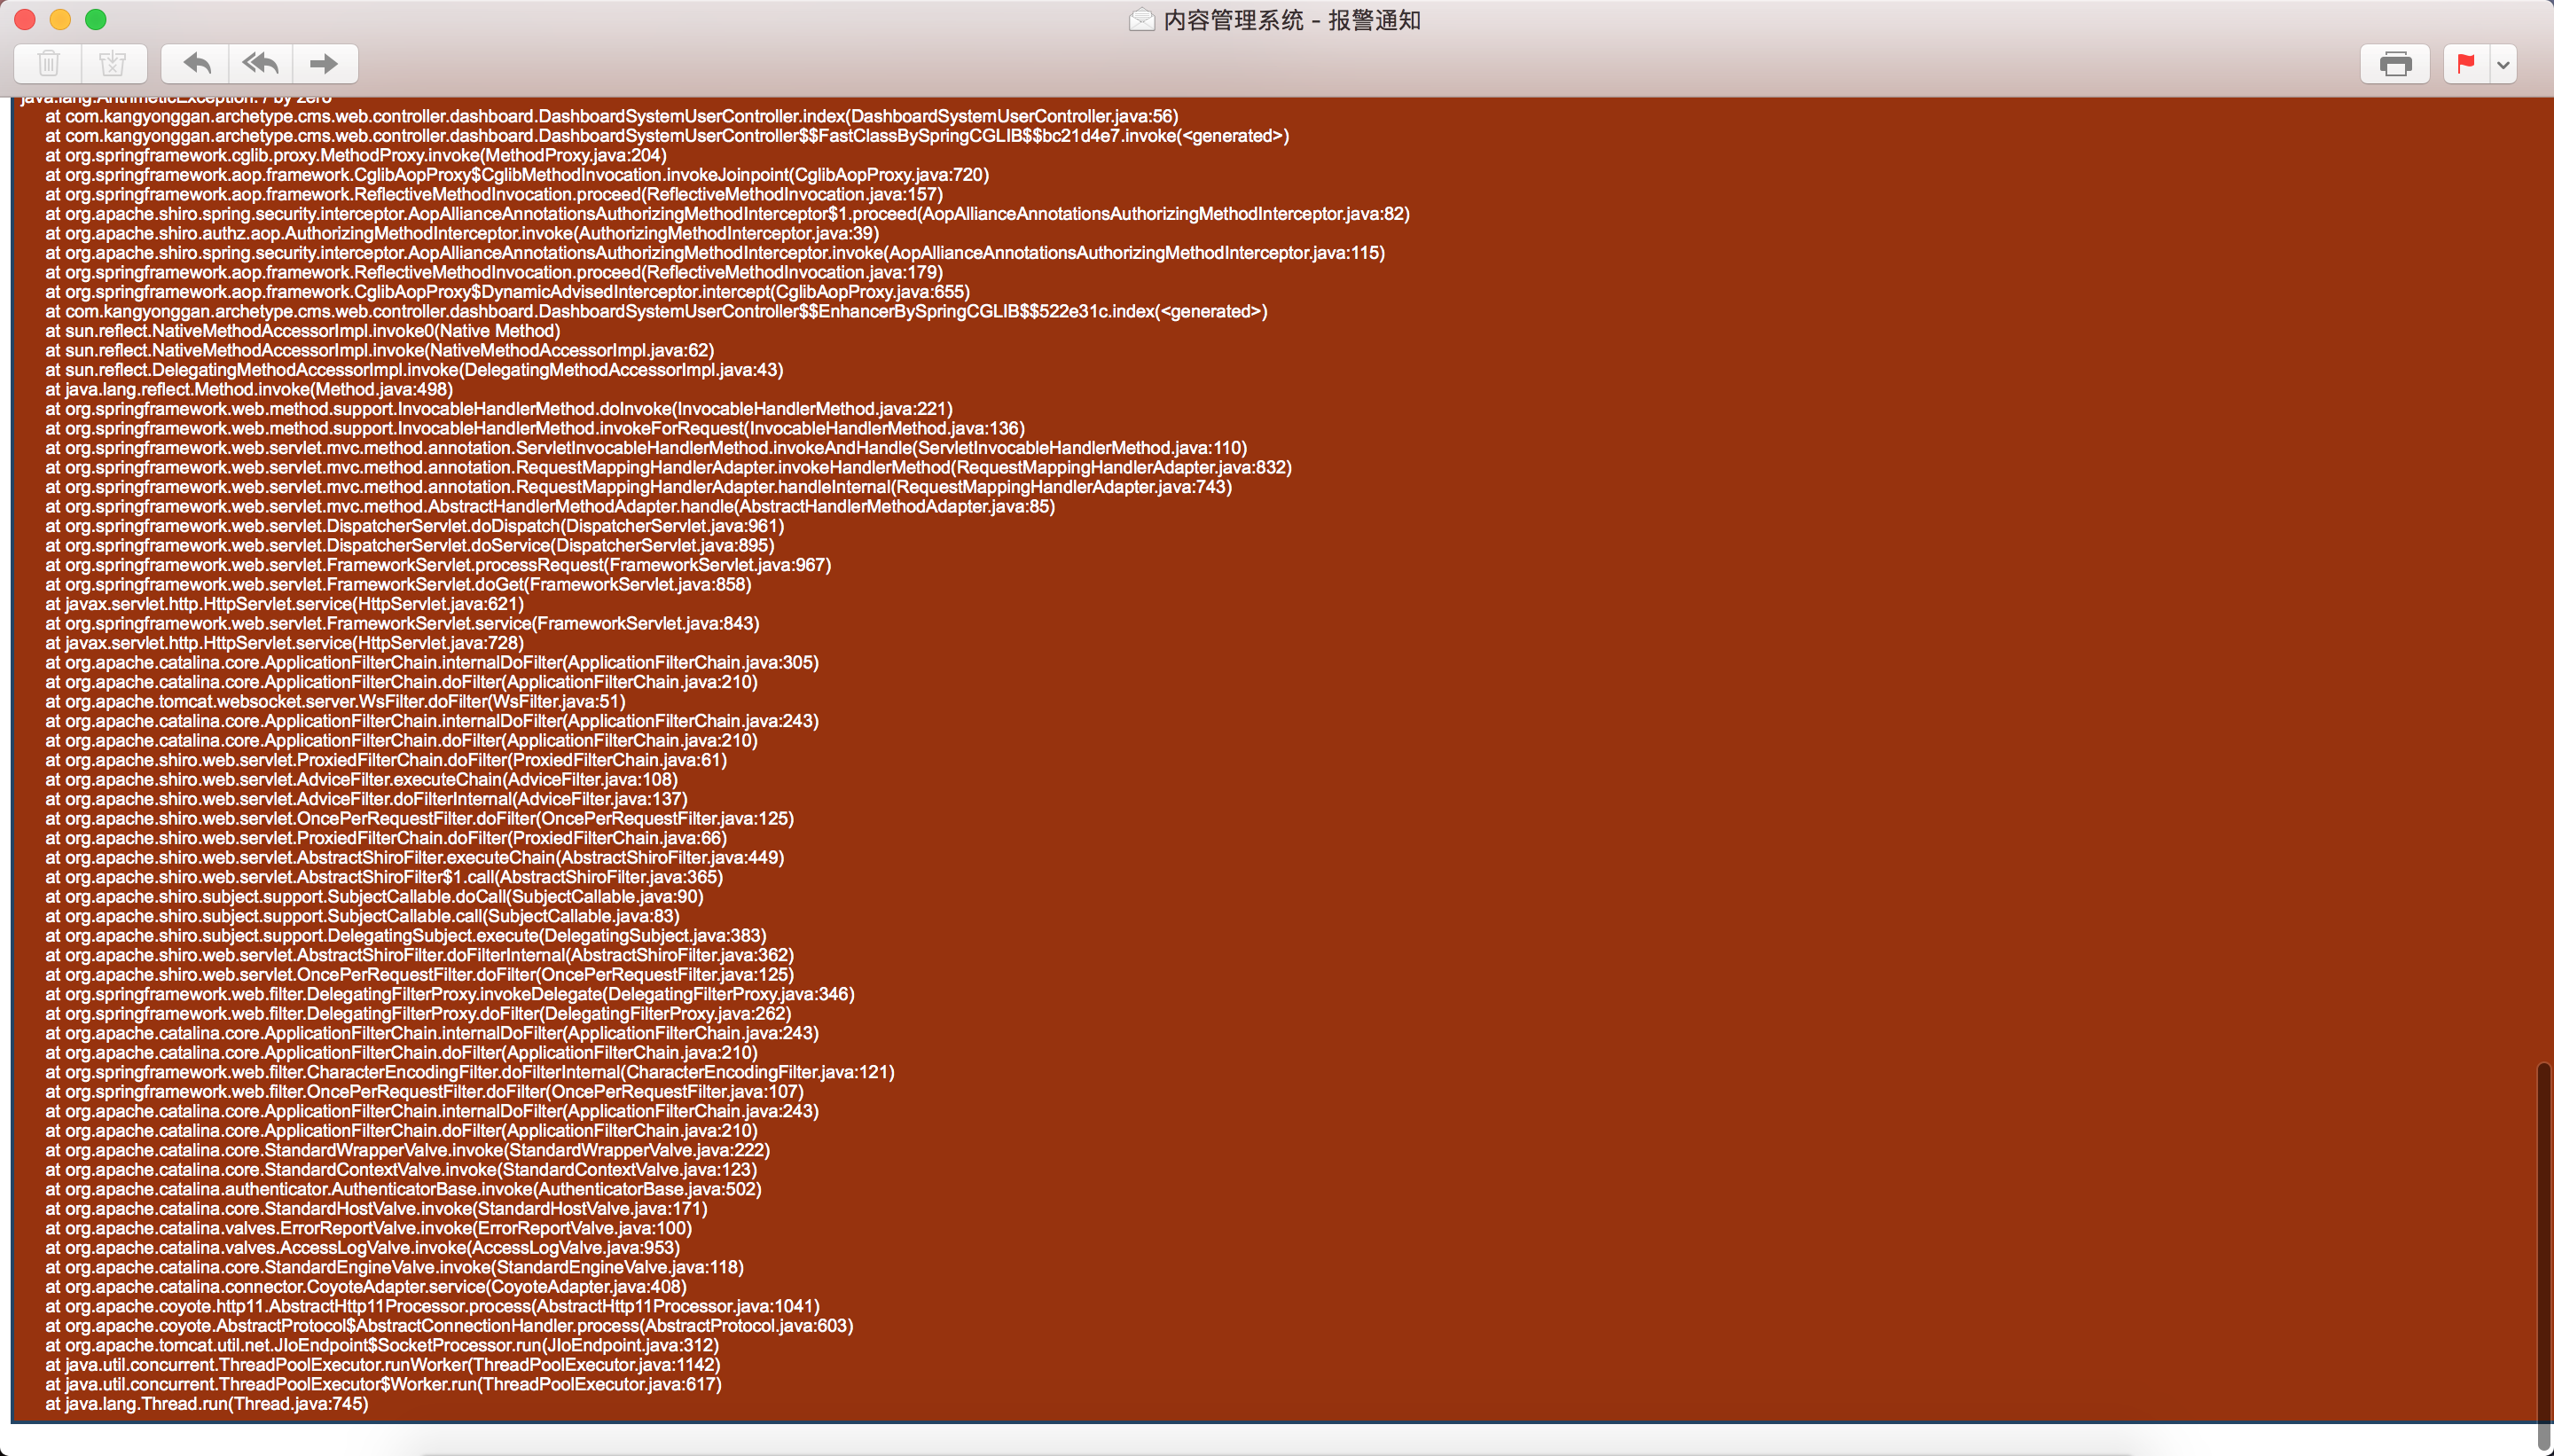 内容管理系统 - 报警通知
java.lang.ArithmeticException: / by zero
at com.kangyonggan.archetype.cms.web.controller.dashboard.DashboardSystemUserController.index(DashboardSystemUserController.java:56)
at com.kangyonggan.archetype.cms.web.controller.dashboard.DashboardSystemUserController$$FastClassBySpringCGLIB$$bc21d4e7.invoke(<generated>)
at org.springframework.cglib.proxy.MethodProxy.invoke(MethodProxy.java:204)
at org.springframework.aop.framework.CglibAopProxy$CglibMethodInvocation.invokeJoinpoint(CglibAopProxy.java:720)
at org.springframework.aop.framework.ReflectiveMethodInvocation.proceed(ReflectiveMethodInvocation.java:157)
at org.apache.shiro.spring.security.interceptor.AopAllianceAnnotationsAuthorizingMethodInterceptor$1.proceed(AopAllianceAnnotationsAuthorizingMethodInterceptor.java:82)
at org.apache.shiro.authz.aop.AuthorizingMethodInterceptor.invoke(AuthorizingMethodInterceptor.java:39)
at org.apache.shiro.spring.security.interceptor.AopAllianceAnnotationsAuthorizingMethodInterceptor.invoke(AopAllianceAnnotationsAuthorizingMethodInterceptor.java:115)
at org.springframework.aop.framework.ReflectiveMethodInvocation.proceed(ReflectiveMethodInvocation.java:179)
at org.springframework.aop.framework.CglibAopProxy$DynamicAdvisedInterceptor.intercept(CglibAopProxy.java:655)
at com.kangyonggan.archetype.cms.web.controller.dashboard.DashboardSystemUserController$$EnhancerBySpringCGLIB$$522e31c.index(<generated>)
at sun.reflect.NativeMethodAccessorImpl.invoke0(Native Method)
at sun.reflect.NativeMethodAccessorImpl.invoke(NativeMethodAccessorImpl.java:62)
at sun.reflect.DelegatingMethodAccessorImpl.invoke(DelegatingMethodAccessorImpl.java:43)
at java.lang.reflect.Method.invoke(Method.java:498)
at org.springframework.web.method.support.InvocableHandlerMethod.doInvoke(InvocableHandlerMethod.java:221)
at org.springframework.web.method.support.InvocableHandlerMethod.invokeForRequest(InvocableHandlerMethod.java:136)
at org.springframework.web.servlet.mvc.method.annotation.ServletInvocableHandlerMethod.invokeAndHandle(ServletInvocableHandlerMethod.java:110)
at org.springframework.web.servlet.mvc.method.annotation.RequestMappingHandlerAdapter.invokeHandlerMethod(RequestMappingHandlerAdapter.java:832)
at org.springframework.web.servlet.mvc.method.annotation.RequestMappingHandlerAdapter.handleInternal(RequestMappingHandlerAdapter.java:743)
at org.springframework.web.servlet.mvc.method.AbstractHandlerMethodAdapter.handle(AbstractHandlerMethodAdapter.java:85)
at org.springframework.web.servlet.DispatcherServlet.doDispatch(DispatcherServlet.java:961)
at org.springframework.web.servlet.DispatcherServlet.doService(DispatcherServlet.java:895)
at org.springframework.web.servlet.FrameworkServlet.processRequest(FrameworkServlet.java:967)
at org.springframework.web.servlet.FrameworkServlet.doGet(FrameworkServlet.java:858)
at javax.servlet.http.HttpServlet.service(HttpServlet.java:621)
at org.springframework.web.servlet.FrameworkServlet.service(FrameworkServlet.java:843)
at javax.servlet.http.HttpServlet.service(HttpServlet.java:728)
at org.apache.catalina.core.ApplicationFilterChain.internalDoFilter(ApplicationFilterChain.java:305)
at org.apache.catalina.core.ApplicationFilterChain.doFilter(ApplicationFilterChain.java:210)
at org.apache.tomcat.websocket.server.WsFilter.doFilter(WsFilter.java:51)
at org.apache.catalina.core.ApplicationFilterChain.internalDoFilter(ApplicationFilterChain.java:243)
at org.apache.catalina.core.ApplicationFilterChain.doFilter(ApplicationFilterChain.java:210)
at org.apache.shiro.web.servlet.ProxiedFilterChain.doFilter(ProxiedFilterChain.java:61)
at org.apache.shiro.web.servlet.AdviceFilter.executeChain(AdviceFilter.java:108)
at org.apache.shiro.web.servlet.AdviceFilter.doFilterInternal(AdviceFilter.java:137)
at org.apache.shiro.web.servlet.OncePerRequestFilter.doFilter(OncePerRequestFilter.java:125)
at org.apache.shiro.web.servlet.ProxiedFilterChain.doFilter(ProxiedFilterChain.java:66)
at org.apache.shiro.web.servlet.AbstractShiroFilter.executeChain(AbstractShiroFilter.java:449)
at org.apache.shiro.web.servlet.AbstractShiroFilter$1.call(AbstractShiroFilter.java:365)
at org.apache.shiro.subject.support.SubjectCallable.doCall(SubjectCallable.java:90)
at org.apache.shiro.subject.support.SubjectCallable.call(SubjectCallable.java:83)
at org.apache.shiro.subject.support.DelegatingSubject.execute(DelegatingSubject.java:383)
at org.apache.shiro.web.servlet.AbstractShiroFilter.doFilterInternal(AbstractShiroFilter.java:362)
at org.apache.shiro.web.servlet.OncePerRequestFilter.doFilter(OncePerRequestFilter.java:125)
at org.springframework.web.filter.DelegatingFilterProxy.invokeDelegate(DelegatingFilterProxy.java:346)
at org.springframework.web.filter.DelegatingFilterProxy.doFilter(DelegatingFilterProxy.java:262)
at org.apache.catalina.core.ApplicationFilterChain.internalDoFilter(ApplicationFilterChain.java:243)
at org.apache.catalina.core.ApplicationFilterChain.doFilter(ApplicationFilterChain.java:210)
at org.springframework.web.filter.CharacterEncodingFilter.doFilterInternal(CharacterEncodingFilter.java:121)
at org.springframework.web.filter.OncePerRequestFilter.doFilter(OncePerRequestFilter.java:107)
at org.apache.catalina.core.ApplicationFilterChain.internalDoFilter(ApplicationFilterChain.java:243)
at org.apache.catalina.core.ApplicationFilterChain.doFilter(ApplicationFilterChain.java:210)
at org.apache.catalina.core.StandardWrapperValve.invoke(StandardWrapperValve.java:222)
at org.apache.catalina.core.StandardContextValve.invoke(StandardContextValve.java:123)
at org.apache.catalina.authenticator.AuthenticatorBase.invoke(AuthenticatorBase.java:502)
at org.apache.catalina.core.StandardHostValve.invoke(StandardHostValve.java:171)
at org.apache.catalina.valves.ErrorReportValve.invoke(ErrorReportValve.java:100)
at org.apache.catalina.valves.AccessLogValve.invoke(AccessLogValve.java:953)
at org.apache.catalina.core.StandardEngineValve.invoke(StandardEngineValve.java:118)
at org.apache.catalina.connector.CoyoteAdapter.service(CoyoteAdapter.java:408)
at org.apache.coyote.http11.AbstractHttp11Processor.process(AbstractHttp11Processor.java:1041)
at org.apache.coyote.AbstractProtocol$AbstractConnectionHandler.process(AbstractProtocol.java:603)
at org.apache.tomcat.util.net.JIoEndpoint$SocketProcessor.run(JIoEndpoint.java:312)
at java.util.concurrent.ThreadPoolExecutor.runWorker(ThreadPoolExecutor.java:1142)
at java.util.concurrent.ThreadPoolExecutor$Worker.run(ThreadPoolExecutor.java:617)
at java.lang.Thread.run(Thread.java:745)